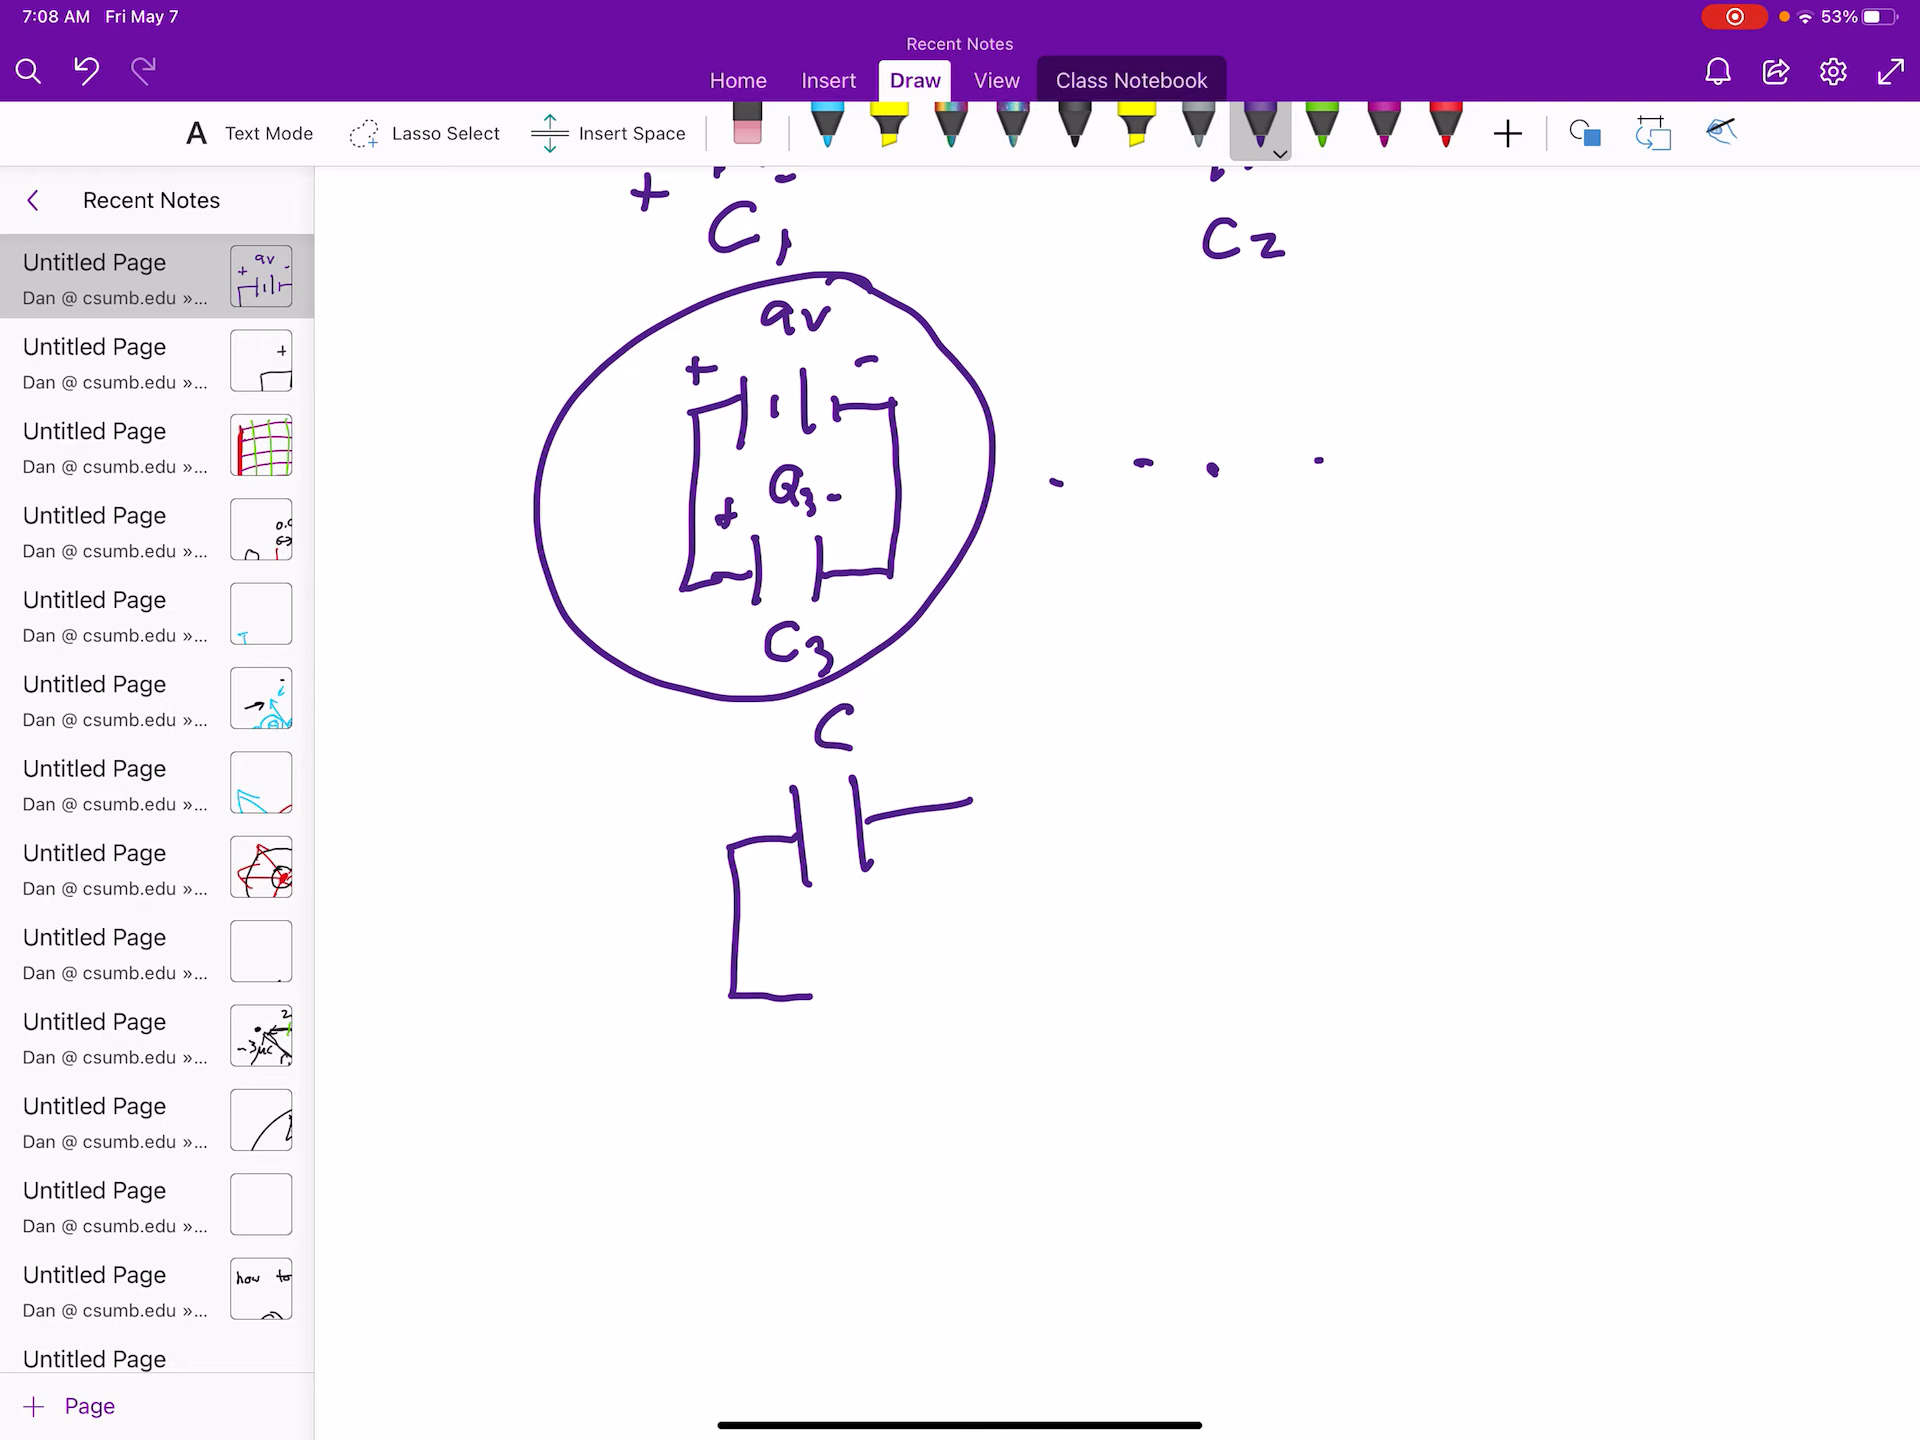 7:08 AM Fri May 7
53%
Recent Notes
Home Insert Draw View Class Notebook
A Text Mode Lasso Select Insert Space
Recent Notes
Untitled Page
Dan @ csumb.edu »...
9v
+ -
Untitled Page
Dan @ csumb.edu »...
+
Untitled Page
Dan @ csumb.edu »...
Untitled Page
Dan @ csumb.edu »...
Untitled Page
Dan @ csumb.edu »...
Untitled Page
Dan @ csumb.edu »...
Untitled Page
Dan @ csumb.edu »...
Untitled Page
Dan @ csumb.edu »...
Untitled Page
Dan @ csumb.edu »...
Untitled Page
Dan @ csumb.edu »...
2
-3μc
Untitled Page
Dan @ csumb.edu »...
Untitled Page
Dan @ csumb.edu »...
Untitled Page
Dan @ csumb.edu »...
how to
Untitled Page
+ Page
+ -
C1 C2
9v
+ -
Q3
+ -
C3
C